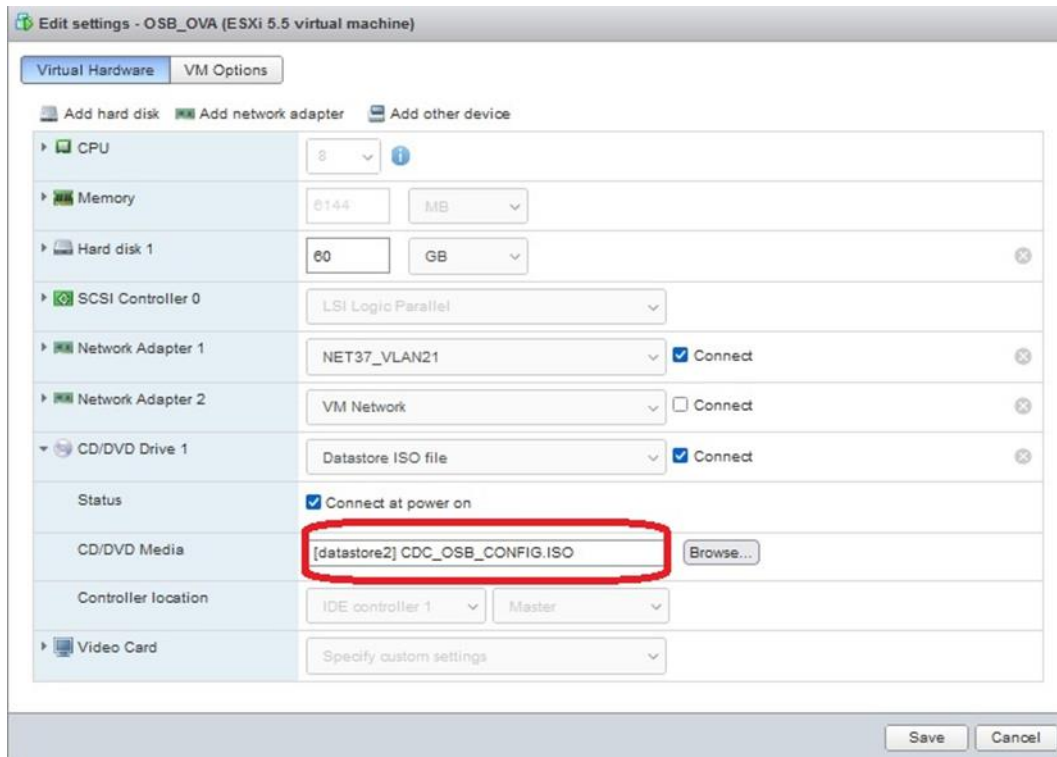 Edit settings - OSB_OVA (ESXi 5.5 virtual machine)
Virtual Hardware VM Options
Add hard disk Add network adapter Add other device
CPU 8
Memory 6144 MB
Hard disk 1 60 GB
SCSI Controller 0 LSI Logic Parallel
Network Adapter 1 NET37_VLAN21 Connect
Network Adapter 2 VM Network Connect
CD/DVD Drive 1 Datastore ISO file Connect
Status Connect at power on
CD/DVD Media [datastore2] CDC_OSB_CONFIG.ISO Browse...
Controller location IDE controller 1 Master
Video Card Specify custom settings
Save Cancel